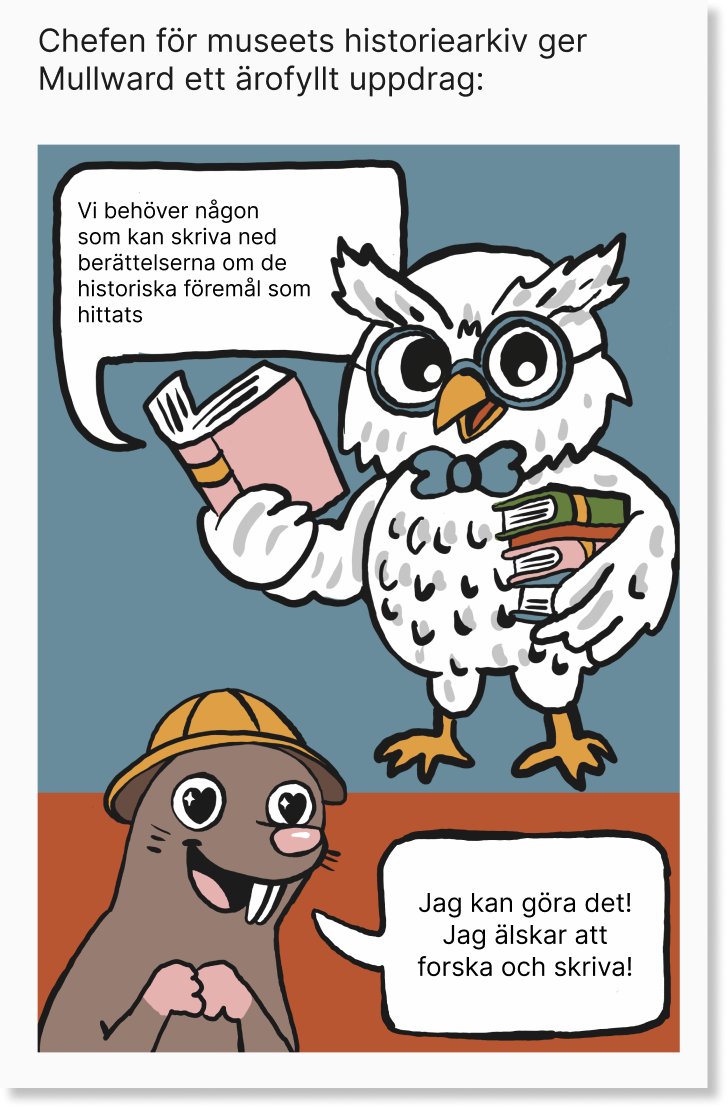 Chefen för museets historiearkiv ger
Mullward ett ärofyllt uppdrag:
Vi behöver någon
som kan skriva ned
berättelserna om de
historiska föremål som
hittats
Jag kan göra det!
Jag älskar att
forska och skriva!